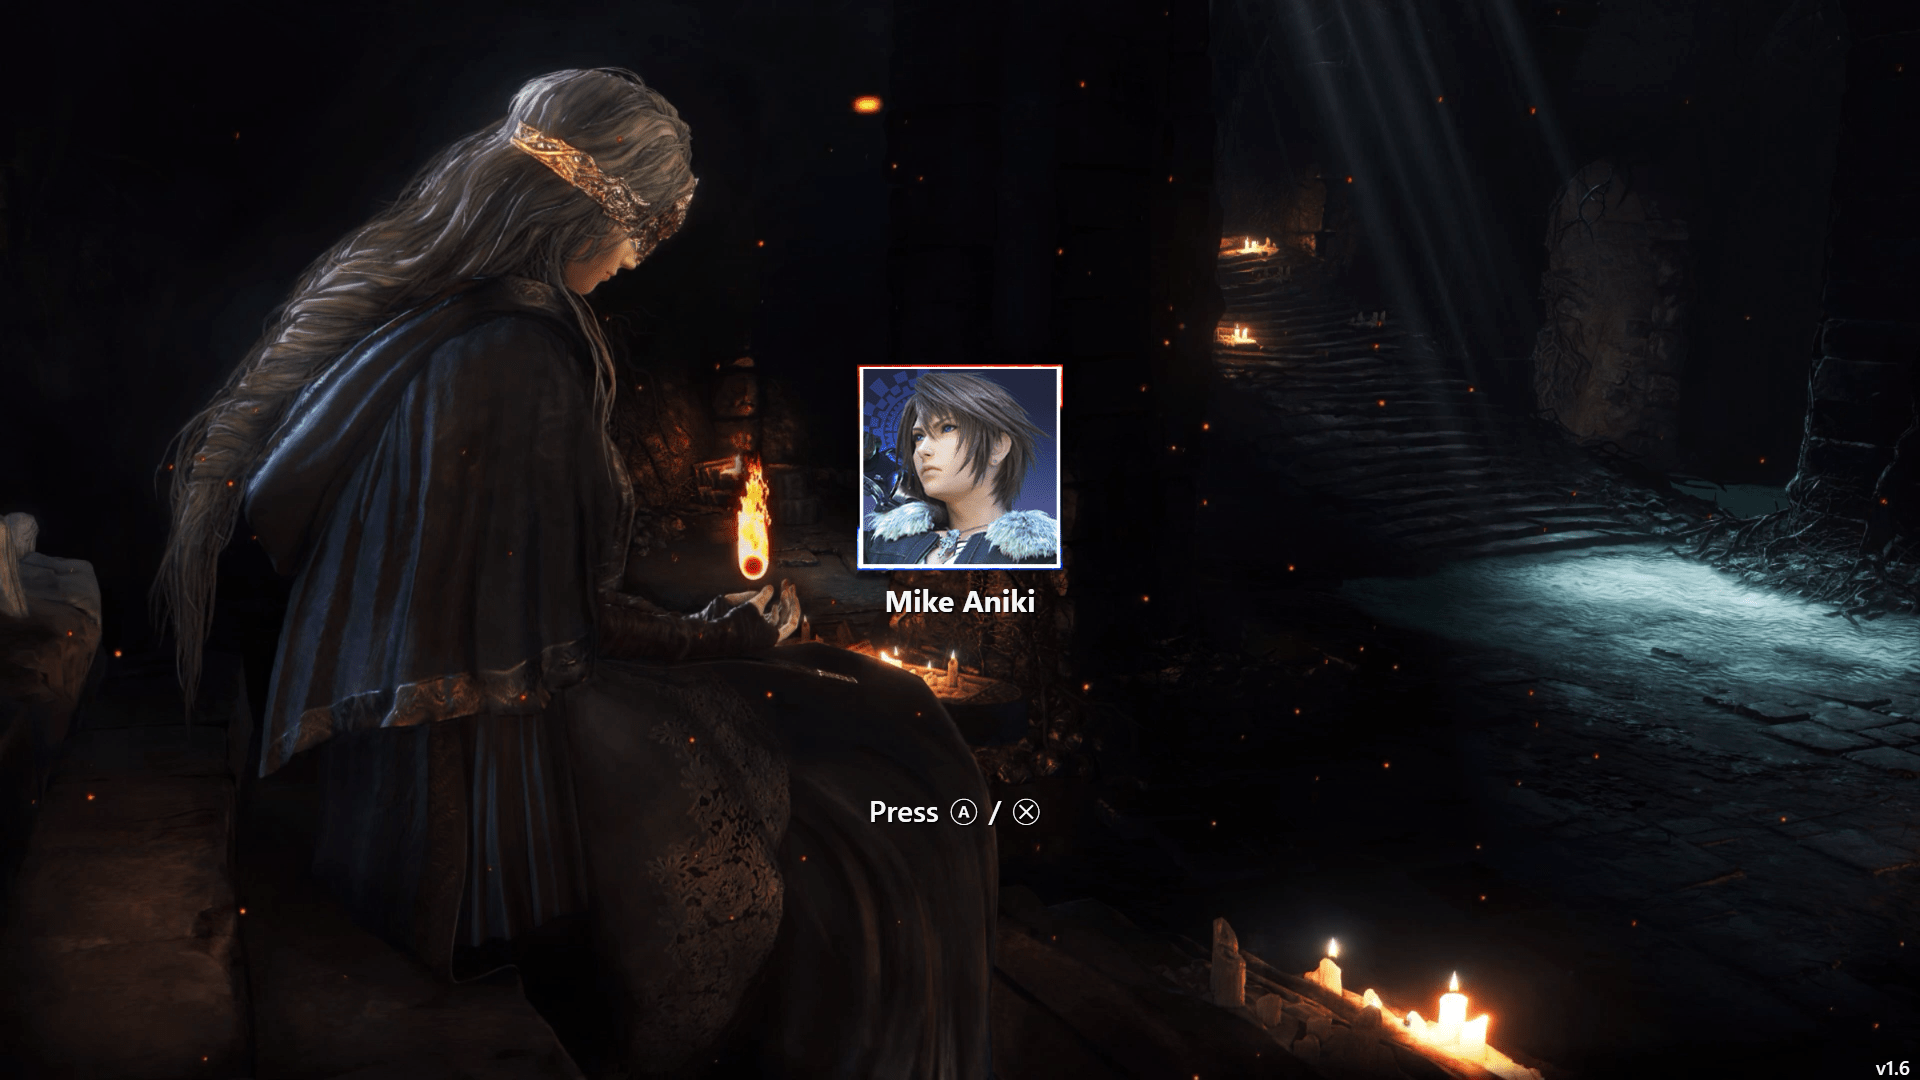 Mike Aniki
Press Ⓐ / ⓧ
v1.6